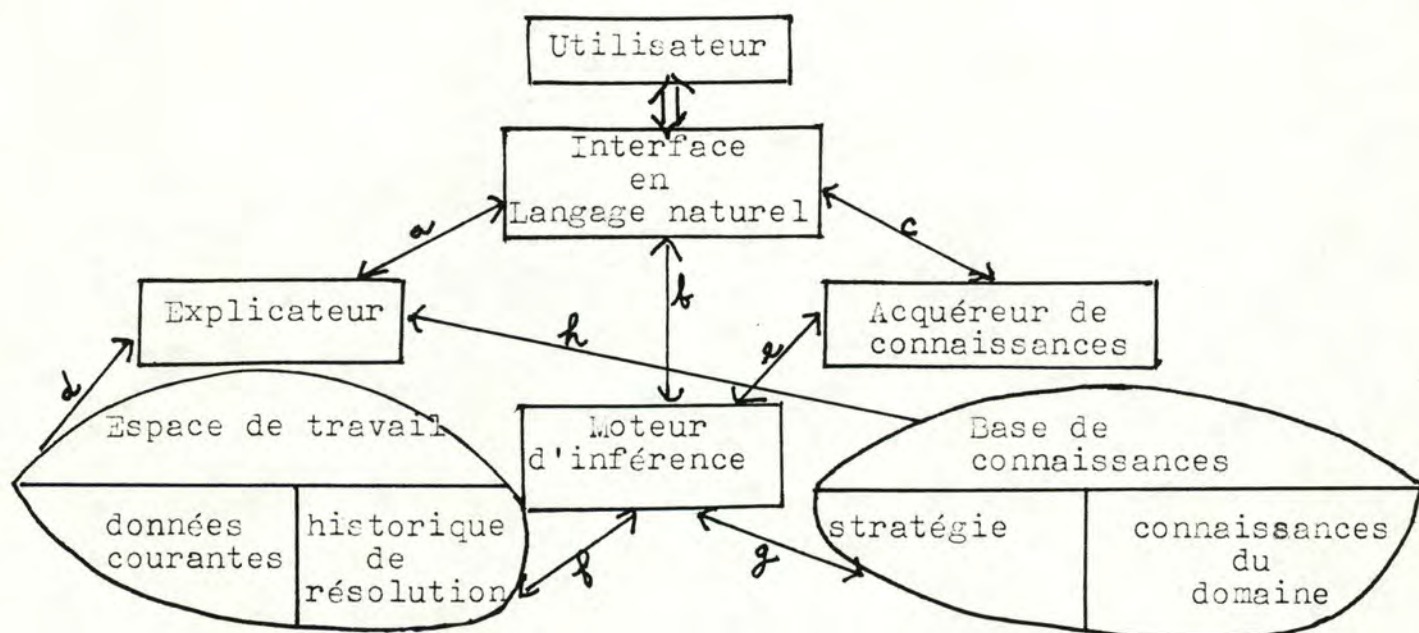 Utilisateur
Interface
en
Langage naturel
a
c
b
Explicateur
Acquéreur de
connaissances
h
e
d
Espace de travail
Moteur
d'inférence
Base de
connaissances
données
courantes
historique
de
résolution
stratégie
connaissances
du
domaine
f
g